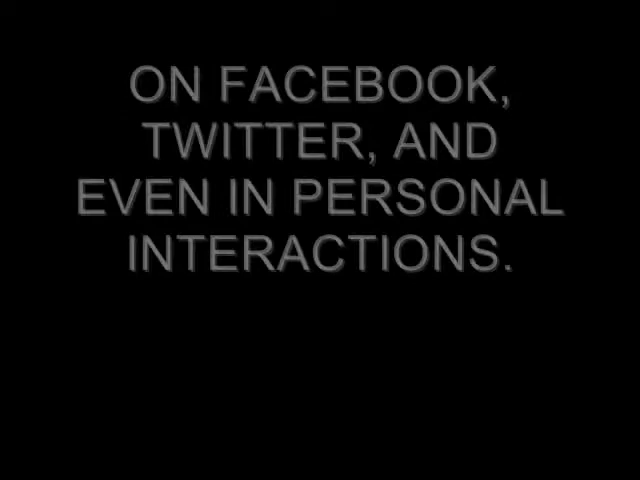 ON FACEBOOK,
TWITTER, AND
EVEN IN PERSONAL
INTERACTIONS.